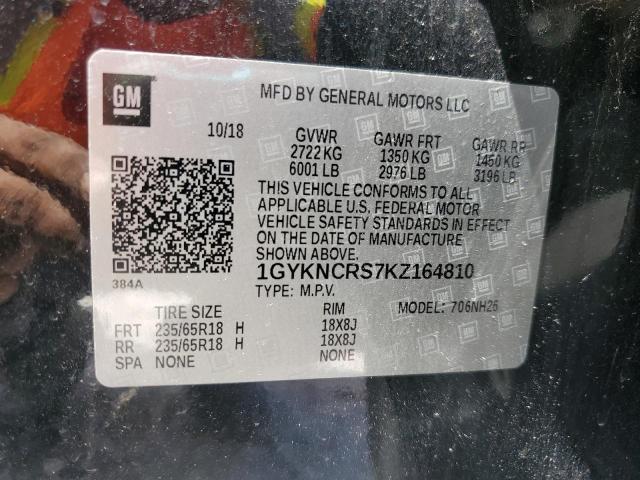 GM
MFD BY GENERAL MOTORS LLC
10/18 GVWR GAWR FRT GAWR RR
2722 KG 1350 KG 1450 KG
6001 LB 2976 LB 3196 LB
THIS VEHICLE CONFORMS TO ALL
APPLICABLE U.S. FEDERAL MOTOR
VEHICLE SAFETY STANDARDS IN EFFECT
ON THE DATE OF MANUFACTURE
SHOWN ABOVE.
1GYKNCRS7KZ164810
384A
TYPE: M.P.V. MODEL: 706NH26
TIRE SIZE RIM
FRT 235/65R18 H 18X8J
RR 235/65R18 H 18X8J
SPA NONE NONE